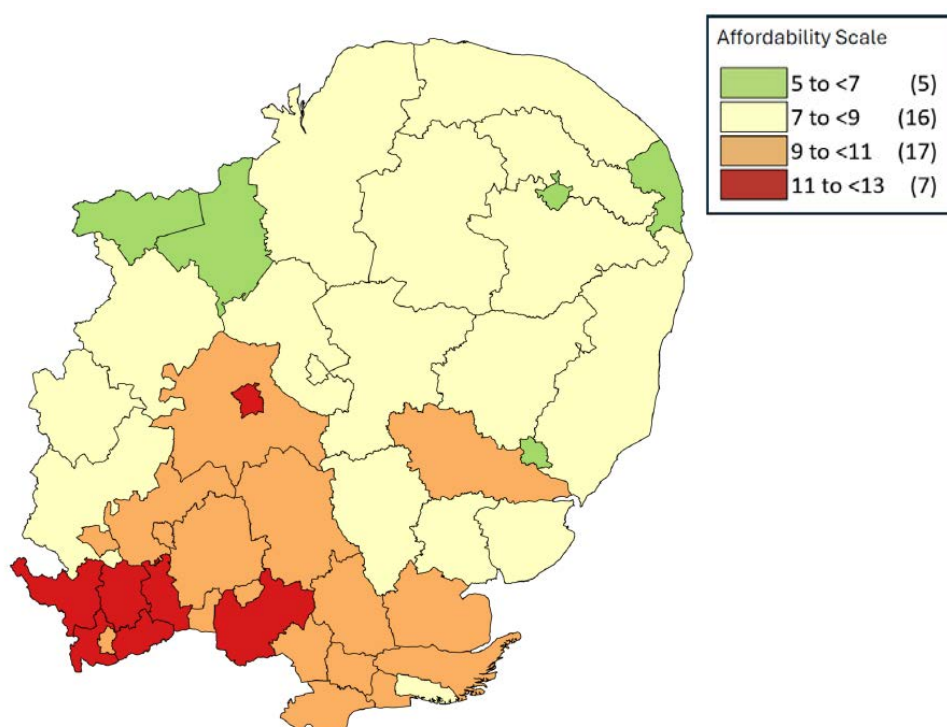 Affordability Scale
5 to <7 (5)
7 to <9 (16)
9 to <11 (17)
11 to <13 (7)